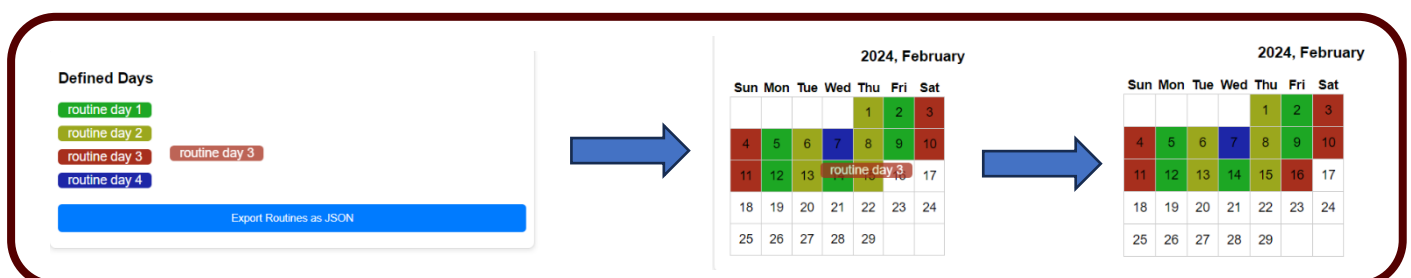 Defined Days
routine day 1
routine day 2
routine day 3
routine day 3
routine day 4
Export Routines as JSON
2024, February
Sun Mon Tue Wed Thu Fri Sat
1 2 3
4 5 6 7 8 9 10
11 12 13 routine day 3 17
18 19 20 21 22 23 24
25 26 27 28 29
2024, February
Sun Mon Tue Wed Thu Fri Sat
1 2 3
4 5 6 7 8 9 10
11 12 13 14 15 16 17
18 19 20 21 22 23 24
25 26 27 28 29